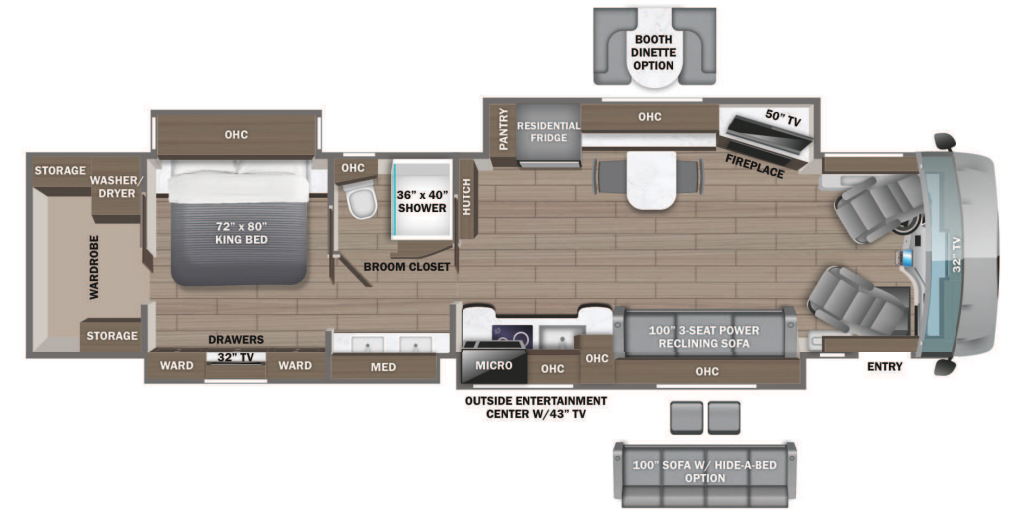 BOOTH
DINETTE
OPTION
PANTRY
RESIDENTIAL
FRIDGE
OHC
50” TV
FIREPLACE
OHC
STORAGE
WASHER/
DRYER
OHC
36” x 40”
SHOWER
HUTCH
72” x 80”
KING BED
WARDROBE
BROOM CLOSET
32” TV
STORAGE
DRAWERS
32” TV
WARD
WARD
MED
MICRO
OHC
OHC
100” 3-SEAT POWER
RECLINING SOFA
OHC
ENTRY
OUTSIDE ENTERTAINMENT
CENTER W/43” TV
100” SOFA W/ HIDE-A-BED
OPTION